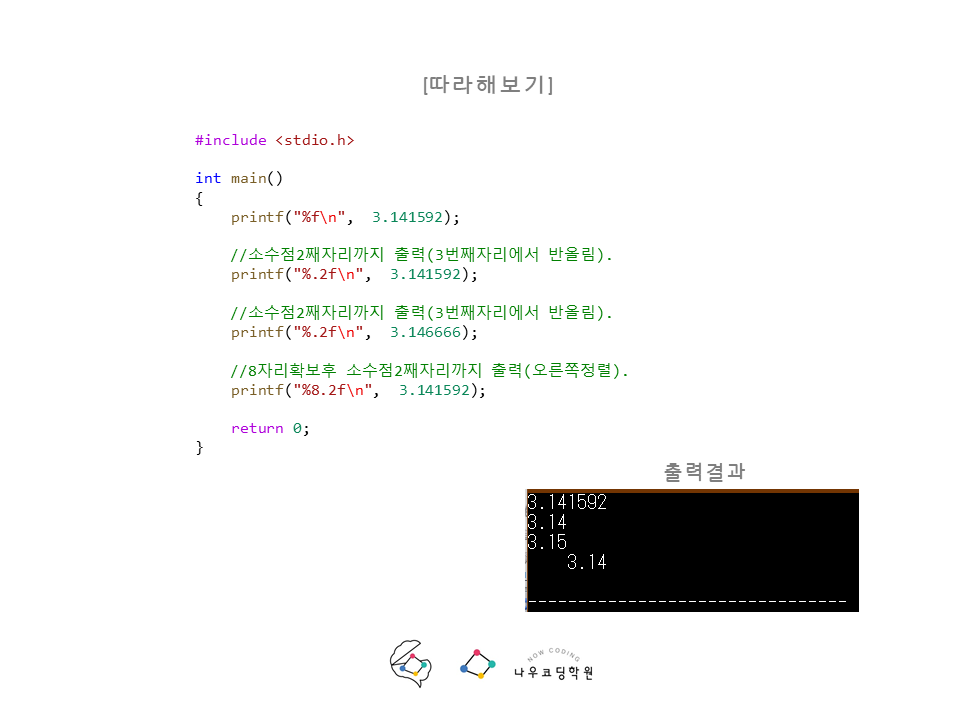 [따라해보기]
#include <stdio.h>
int main()
{
printf("%f\n",  3.141592);
//소수점2째자리까지 출력(3번째자리에서 반올림).
printf("%.2f\n",  3.141592);
//소수점2째자리까지 출력(3번째자리에서 반올림).
printf("%.2f\n",  3.146666);
//8자리확보후 소수점2째자리까지 출력(오른쪽정렬).
printf("%8.2f\n",  3.141592);
return 0;
}
출력결과
3.141592
3.14
3.15
3.14
--------------------------------
NOW CODING
나우코딩학원